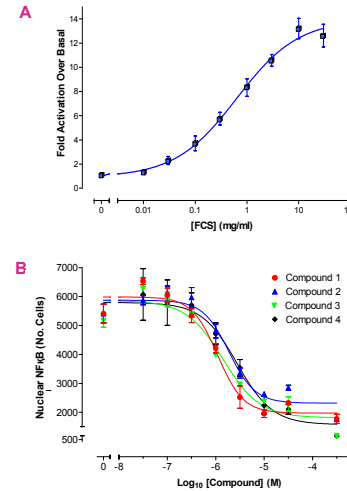 A
Fold Activation Over Basal
14
12
10
8
6
4
2
0
0 0.01 0.1 1 10 100
[FCS] (mg/ml)
B
Nuclear NFκB (No. Cells)
7000
6000
5000
4000
3000
2000
500
Compound 1
Compound 2
Compound 3
Compound 4
0 -8 -7 -6 -5 -4 -3
Log10 [Compound] (M)